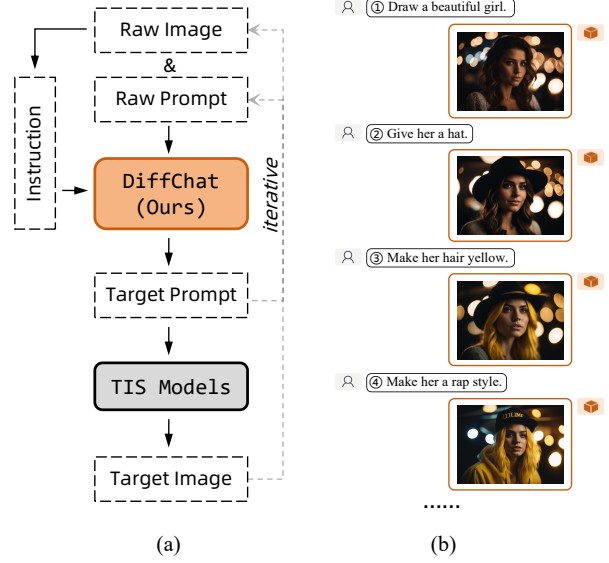 Raw Image
&
Raw Prompt
Instruction
DiffChat
(Ours)
iterative
Target Prompt
TIS Models
Target Image
(a)
① Draw a beautiful girl.
② Give her a hat.
③ Make her hair yellow.
④ Make her a rap style.
......
(b)